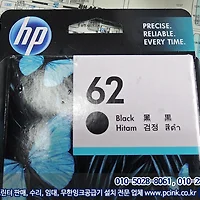 hp
PRECISE.
RELIABLE.
EVERY TIME.
62
Black 黑 黒
Hitam 검정 สีดำ
010-5028-8061, 010-2
린터 판매, 수리, 임대, 무한잉크공급기 설치 전문 업체 www.pcink.co.kr